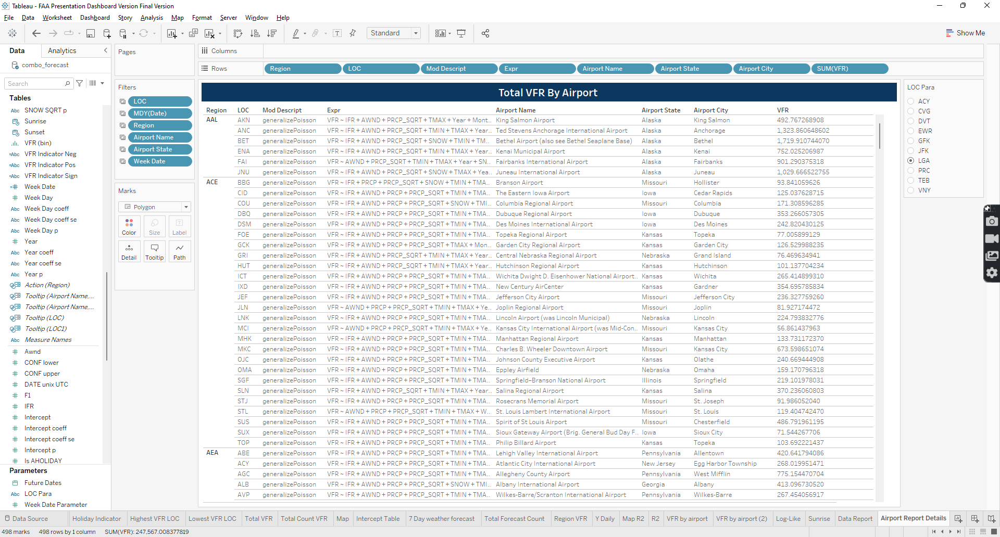 Tableau - FAA Presentation Dashboard Version Final Version
File Data Worksheet Dashboard Story Analysis Map Format Server Window Help
Standard
Show Me
Data Analytics
combo_forecast
Search
Tables
Abc SNOW SQRT p
Sunrise
Sunset
VFR (bin)
=Abc VFR Indicator Neg
=Abc VFR Indicator Pos
=Abc VFR Indicator Sign
=# Week Date
# Week Day
Abc Week Day coeff
Abc Week Day coeff se
Abc Week Day p
# Year
Abc Year coeff
Abc Year coeff se
Abc Year p
Action (Region)
Tooltip (Airport Name,...
Tooltip (Airport Name,...
Tooltip (LOC)
Tooltip (LOC1)
Abc Measure Names
# Awnd
# CONF lower
# CONF upper
# DATE unix UTC
# F1
# IFR
# Intercept
# Intercept coeff
# Intercept coeff se
# Intercept p
# Is AHOLIDAY
Parameters
Future Dates
Abc LOC Para
# Week Date Parameter
Pages
Filters
LOC
MDY(Date)
Region
Airport Name
Airport State
Week Date
Marks
Polygon
Color Size Label
Detail Tooltip Path
Columns
Rows Region LOC Mod Descript Expr Airport Name Airport State Airport City SUM(VFR)
Total VFR By Airport
Region LOC Mod Descript Expr Airport Name Airport State Airport City VFR
AAL AKN generalizePoisson VFR ~ IFR + AWND + PRCP_SQRT + TMAX + Year + Mont.. King Salmon Airport Alaska King Salmon 492.767268908
ANC generalizePoisson VFR ~ IFR + AWND + PRCP_SQRT + TMIN + TMAX + Year.. Ted Stevens Anchorage International Airport Alaska Anchorage 1,323.860648602
BET generalizePoisson VFR ~ IFR + AWND + PRCP_SQRT + SNOW + TMIN + TM.. Bethel Airport (also see Bethel Seaplane Base) Alaska Bethel 1,719.910744070
ENA generalizePoisson VFR ~ IFR + AWND + PRCP_SQRT + TMIN + TMAX + Year.. Kenai Municipal Airport Alaska Kenai 752.025206987
FAI generalizePoisson VFR ~ AWND + PRCP_SQRT + TMIN + TMAX + Year + SN.. Fairbanks International Airport Alaska Fairbanks 901.290375318
JNU generalizePoisson VFR ~ IFR + AWND + PRCP_SQRT + SNOW + TMAX + Yea.. Juneau International Airport Alaska Juneau 1,029.666522755
ACE BBG generalizePoisson VFR ~ IFR + PRCP + PRCP_SQRT + SNOW + TMIN + TMA.. Branson Airport Missouri Hollister 93.841059626
CID generalizePoisson VFR ~ IFR + AWND + PRCP + PRCP_SQRT + TMIN + TMA.. The Eastern Iowa Airport Iowa Cedar Rapids 125.037628715
COU generalizePoisson VFR ~ IFR + AWND + PRCP + PRCP_SQRT + SNOW + TMI.. Columbia Regional Airport Missouri Columbia 171.308596285
DBQ generalizePoisson VFR ~ IFR + AWND + PRCP + PRCP_SQRT + TMIN + TMA.. Dubuque Regional Airport Iowa Dubuque 353.266057305
DSM generalizePoisson VFR ~ IFR + AWND + PRCP + PRCP_SQRT + TMIN + TMA.. Des Moines International Airport Iowa Des Moines 242.820430125
FOE generalizePoisson VFR ~ IFR + AWND + PRCP + PRCP_SQRT + TMIN + TMA.. Topeka Regional Airport Kansas Topeka 77.005899129
GCK generalizePoisson VFR ~ IFR + AWND + PRCP + PRCP_SQRT + TMAX + Mon.. Garden City Regional Airport Kansas Garden City 126.529988235
GRI generalizePoisson VFR ~ IFR + AWND + PRCP_SQRT + TMIN + TMAX + Year.. Central Nebraska Regional Airport Nebraska Grand Island 76.469634941
HUT generalizePoisson VFR ~ IFR + AWND + PRCP_SQRT + TMIN + TMAX + Year.. Hutchinson Regional Airport Kansas Hutchinson 101.137704234
ICT generalizePoisson VFR ~ IFR + AWND + PRCP + PRCP_SQRT + TMIN + TMA.. Wichita Dwight D. Eisenhower National Airport.. Kansas Wichita 265.414899310
IXD generalizePoisson VFR ~ IFR + AWND + PRCP + PRCP_SQRT + TMIN + TMA.. New Century AirCenter Kansas Gardner 354.695785834
JEF generalizePoisson VFR ~ IFR + AWND + PRCP + PRCP_SQRT + TMIN + TMA.. Jefferson City Airport Missouri Jefferson City 236.327759260
JLN generalizePoisson VFR ~ AWND + PRCP + PRCP_SQRT + TMIN + TMAX + Ye.. Joplin Regional Airport Missouri Joplin 81.927174472
LNK generalizePoisson VFR ~ IFR + AWND + PRCP + PRCP_SQRT + TMIN + TMA.. Lincoln Airport (was Lincoln Municipal) Nebraska Lincoln 224.793832776
MCI generalizePoisson VFR ~ AWND + PRCP + PRCP_SQRT + TMIN + TMAX + Ye.. Kansas City International Airport (was Mid-Con.. Missouri Kansas City 56.861437963
MHK generalizePoisson VFR ~ IFR + AWND + PRCP + PRCP_SQRT + TMIN + TMA.. Manhattan Regional Airport Kansas Manhattan 133.731172370
MKC generalizePoisson VFR ~ IFR + AWND + PRCP + PRCP_SQRT + TMIN + TMA.. Charles B. Wheeler Downtown Airport Missouri Kansas City 673.598651074
OJC generalizePoisson VFR ~ IFR + AWND + PRCP + PRCP_SQRT + TMIN + TMA.. Johnson County Executive Airport Kansas Olathe 240.669444908
OMA generalizePoisson VFR ~ IFR + AWND + PRCP + PRCP_SQRT + TMIN + TMA.. Eppley Airfield Nebraska Omaha 159.170796318
SGF generalizePoisson VFR ~ IFR + AWND + PRCP + PRCP_SQRT + TMIN + TMA.. Springfield–Branson National Airport Illinois Springfield 219.101978031
SLN generalizePoisson VFR ~ IFR + AWND + PRCP_SQRT + TMIN + TMAX + Year.. Salina Regional Airport Kansas Salina 370.236060803
STJ generalizePoisson VFR ~ IFR + AWND + PRCP + PRCP_SQRT + TMIN + TMA.. Rosecrans Memorial Airport Missouri St. Joseph 91.986052040
STL generalizePoisson VFR ~ AWND + PRCP + PRCP_SQRT + TMIN + TMAX + W.. St. Louis Lambert International Airport Missouri St. Louis 119.404742470
SUS generalizePoisson VFR ~ IFR + AWND + PRCP + PRCP_SQRT + TMIN + TMA.. Spirit of St Louis Airport Missouri Chesterfield 486.791961195
SUX generalizePoisson VFR ~ IFR + AWND + PRCP + PRCP_SQRT + TMIN + TMA.. Sioux Gateway Airport (Brig. General Bud Day F.. Iowa Sioux City 71.544267706
TOP generalizePoisson VFR ~ IFR + AWND + PRCP + PRCP_SQRT + TMIN + TMA.. Philip Billard Airport Kansas Topeka 103.692221437
AEA ABE generalizePoisson VFR ~ IFR + AWND + PRCP + PRCP_SQRT + TMIN + TMA.. Lehigh Valley International Airport Pennsylvania Allentown 420.641794086
ACY generalizePoisson VFR ~ IFR + AWND + PRCP + PRCP_SQRT + TMIN + TMA.. Atlantic City International Airport New Jersey Egg Harbor Township 268.019951471
AGC generalizePoisson VFR ~ IFR + AWND + PRCP + PRCP_SQRT + TMIN + TMA.. Allegheny County Airport Pennsylvania West Mifflin 775.154470704
ALB generalizePoisson VFR ~ IFR + AWND + PRCP + PRCP_SQRT + SNOW + TMI.. Albany International Airport Georgia Albany 413.096730520
AVP generalizePoisson VFR ~ IFR + AWND + PRCP + PRCP_SQRT + TMIN + TMA.. Wilkes-Barre/Scranton International Airport Pennsylvania Wilkes-Barre 267.454056917
LOC Para
ACY
CVG
DVT
EWR
GFK
JFK
LGA
PRC
TEB
VNY
Data Source Holiday Indicator Highest VFR LOC Lowest VFR LOC Total VFR Total Count VFR Map Intercept Table 7 Day weather forecast Total Forecast Count Region VFR Y Daily Map R2 R2 VFR by airport VFR by airport (2) Log-Like Sunrise Data Report Airport Report Details
498 marks 498 rows by 1 column SUM(VFR): 247,567.008377819